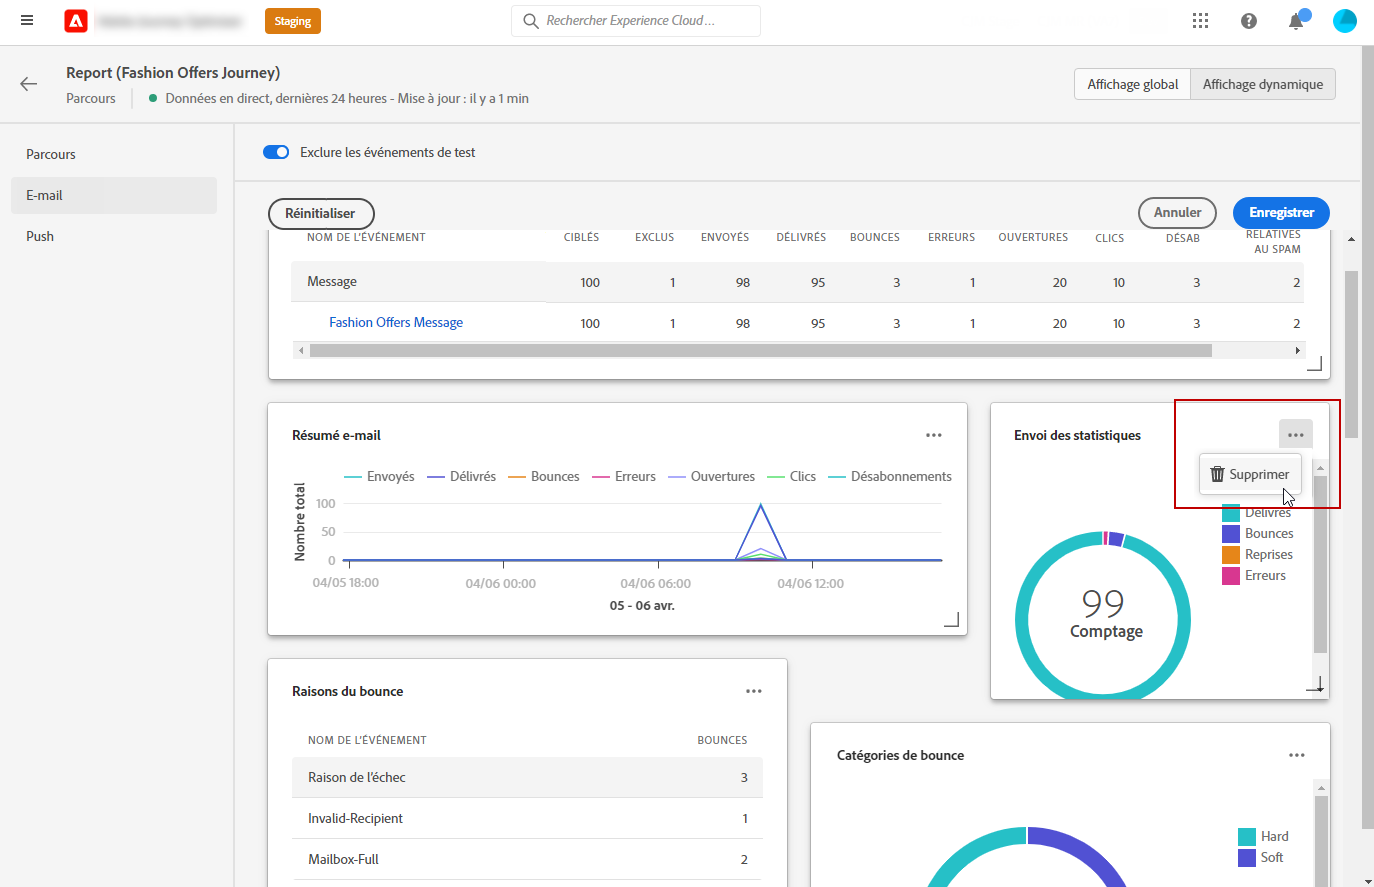 Staging
Rechercher Experience Cloud...
Report (Fashion Offers Journey)
Parcours
Données en direct, dernières 24 heures - Mise à jour : il y a 1 min
Affichage global
Affichage dynamique
Parcours
E-mail
Push
Exclure les événements de test
Réinitialiser
Annuler
Enregistrer
NOM DE L'ÉVÉNEMENT CIBLÉS EXCLUS ENVOYÉS DÉLIVRÉS BOUNCES ERREURS OUVERTURES CLICS DÉSAB RELATIVES
AU SPAM
Message 100 1 98 95 3 1 20 10 3 2
Fashion Offers Message 100 1 98 95 3 1 20 10 3 2
Résumé e-mail
Envoyés Délivrés Bounces Erreurs Ouvertures Clics Désabonnements
Nombre total
100
50
0
04/05 18:00 04/06 00:00 04/06 06:00 04/06 12:00
05 - 06 avr.
Envoi des statistiques
Supprimer
Délivrés
Bounces
Reprises
Erreurs
99
Comptage
Raisons du bounce
NOM DE L'ÉVÉNEMENT BOUNCES
Raison de l'échec 3
Invalid-Recipient 1
Mailbox-Full 2
Catégories de bounce
Hard
Soft